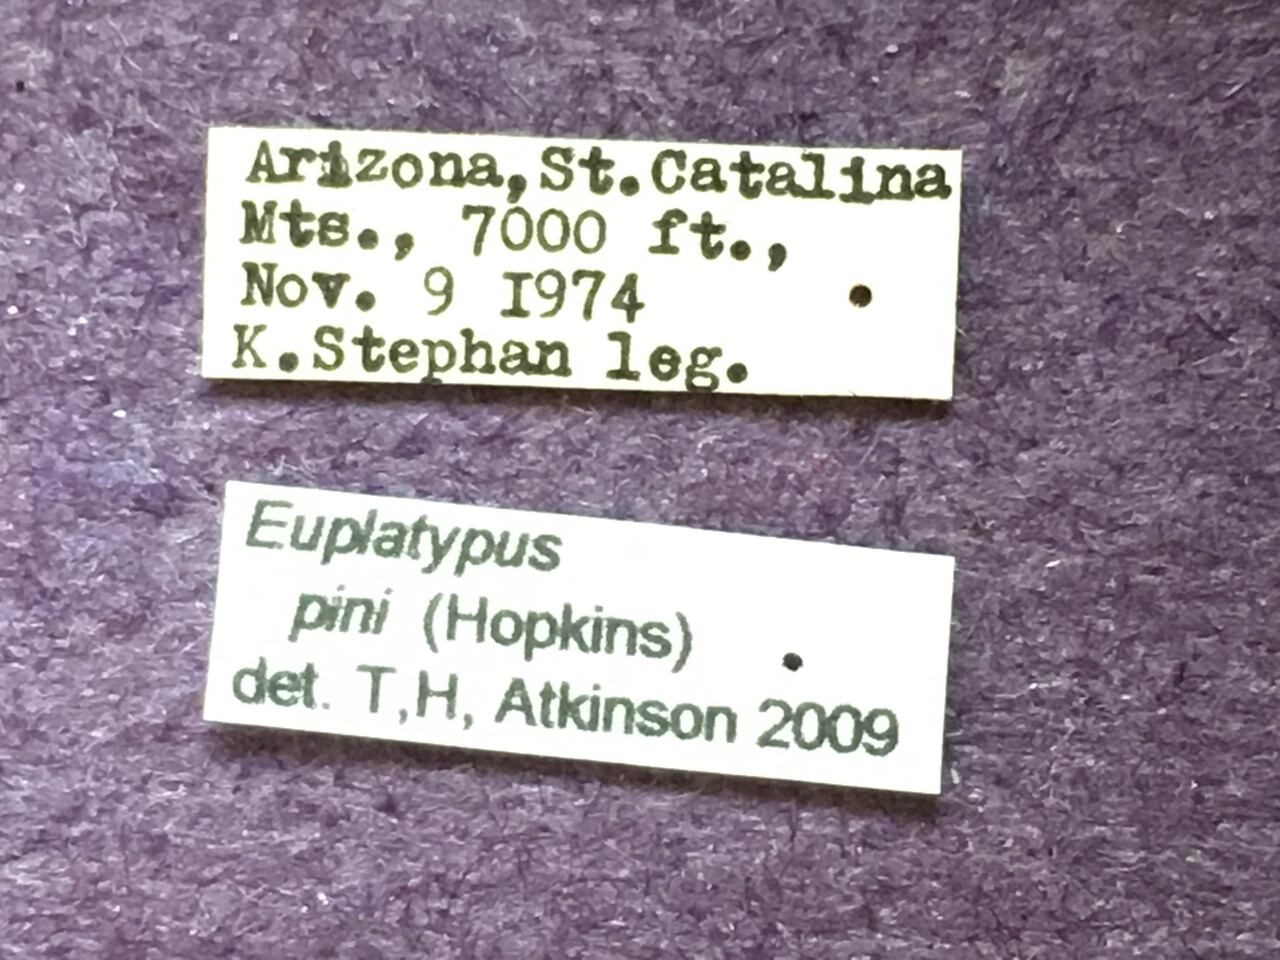 Arizona,St.Catalina
Mts., 7000 ft.,
Nov. 9 I974
K.Stephan leg.
Euplatypus
pini (Hopkins)
det. T,H, Atkinson 2009